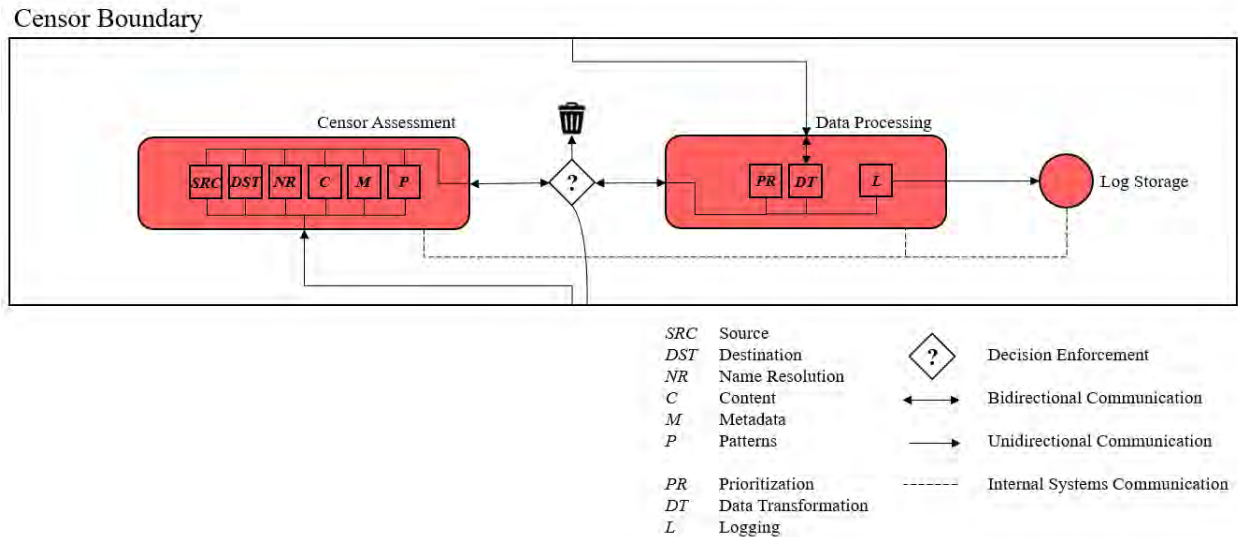 Censor Boundary
Censor Assessment
Data Processing
SRC DST NR C M P
?
PR DT L
Log Storage
SRC Source
DST Destination
NR Name Resolution
C Content
M Metadata
P Patterns
PR Prioritization
DT Data Transformation
L Logging
? Decision Enforcement
Bidirectional Communication
Unidirectional Communication
Internal Systems Communication